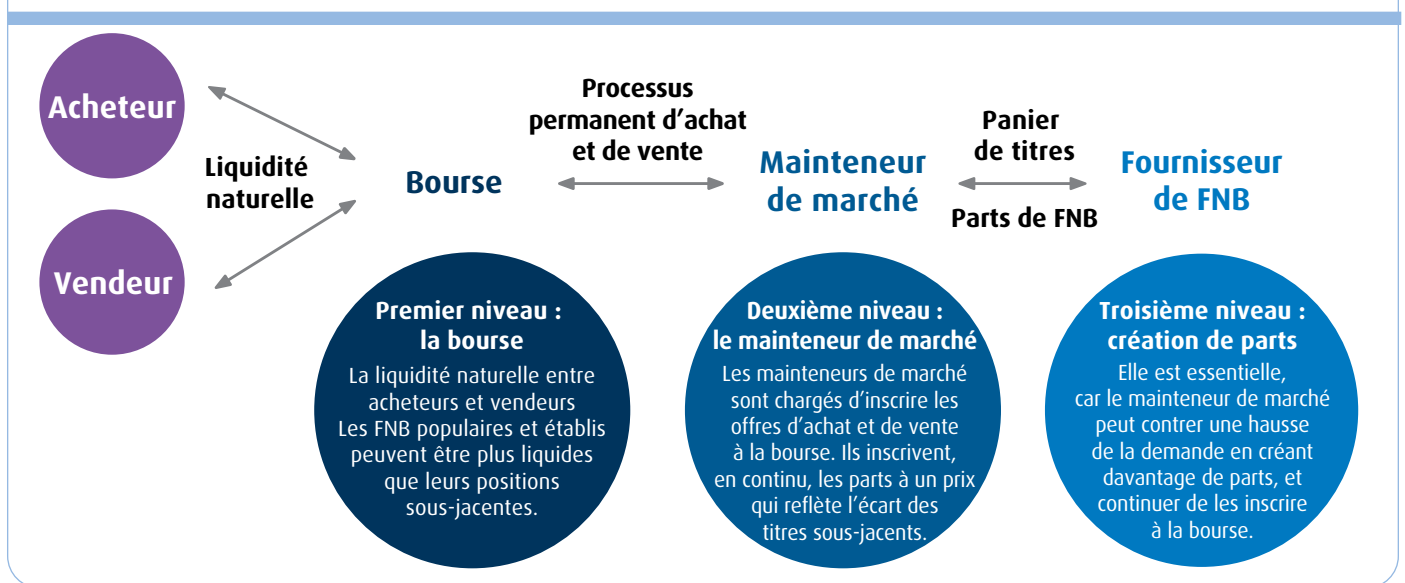 Acheteur
Vendeur
Liquidité
naturelle
Bourse
Processus
permanent d’achat
et de vente
Mainteneur
de marché
Panier
de titres
Parts de FNB
Fournisseur
de FNB
Premier niveau :
la bourse
La liquidité naturelle entre
acheteurs et vendeurs
Les FNB populaires et établis
peuvent être plus liquides
que leurs positions
sous-jacentes.
Deuxième niveau :
le mainteneur de marché
Les mainteneurs de marché
sont chargés d’inscrire les
offres d’achat et de vente
à la bourse. Ils inscrivent,
en continu, les parts à un prix
qui reflète l’écart des
titres sous-jacents.
Troisième niveau :
création de parts
Elle est essentielle,
car le mainteneur de marché
peut contrer une hausse
de la demande en créant
davantage de parts, et
continuer de les inscrire
à la bourse.